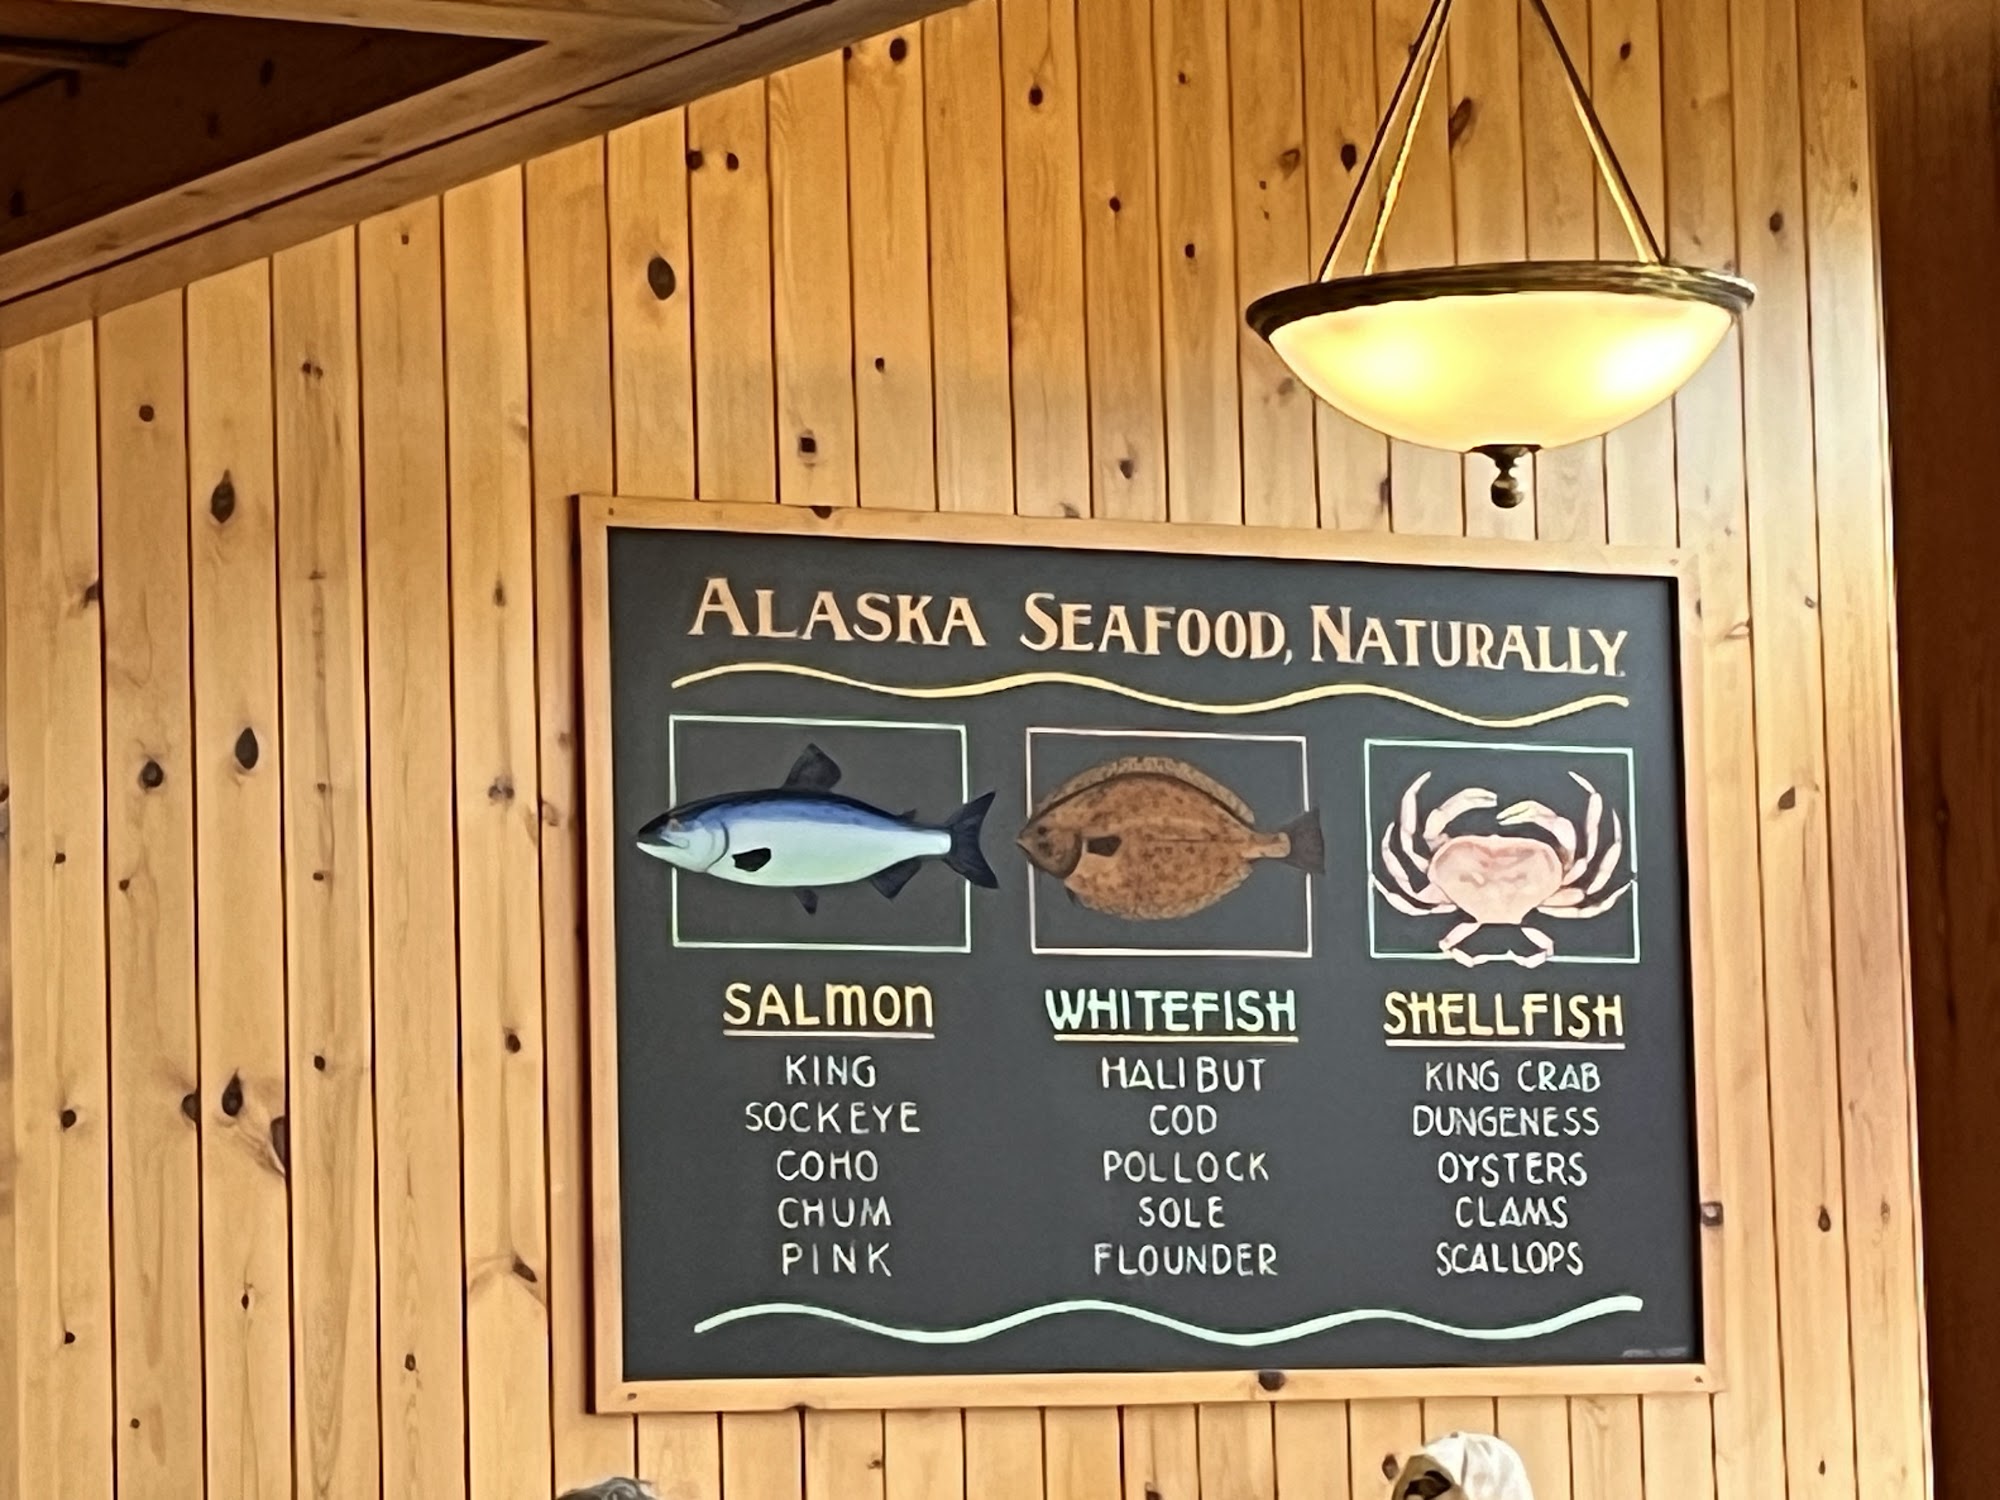 ALASKA SEAFOOD, NATURALLY.
SALMON
KING
SOCKEYE
COHO
CHUM
PINK
WHITEFISH
HALIBUT
COD
POLLOCK
SOLE
FLOUNDER
SHELLFISH
KING CRAB
DUNGENESS
OYSTERS
CLAMS
SCALLOPS